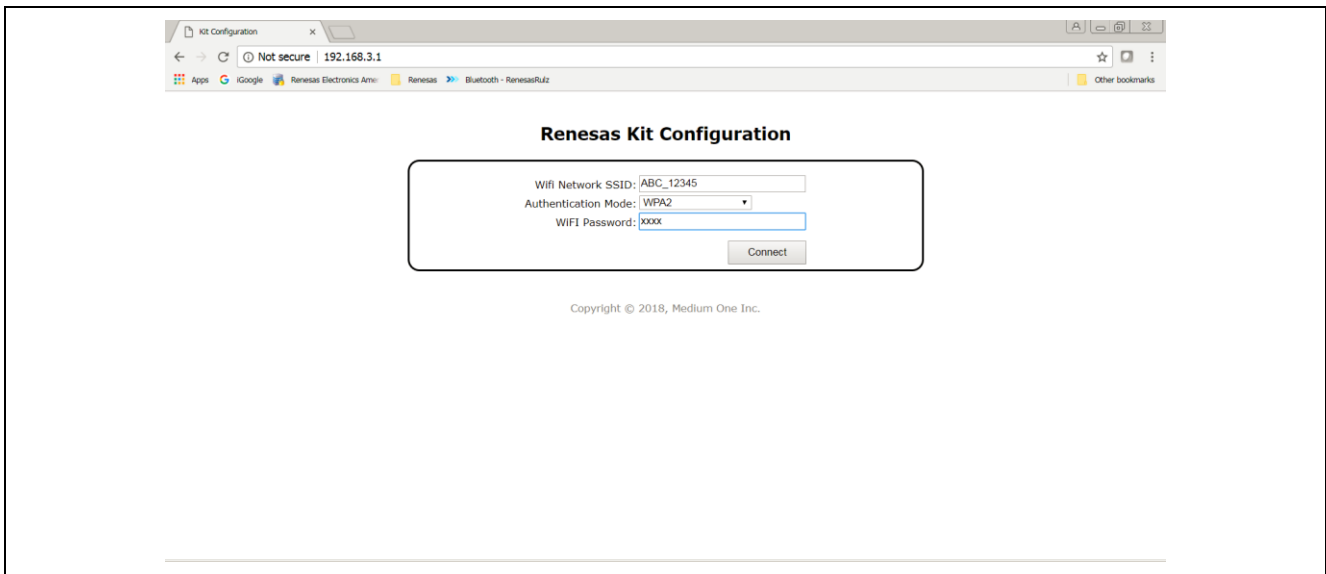 Kit Configuration
Not secure | 192.168.3.1
Apps G iGoogle Renesas Electronics Amer Renesas Bluetooth - RenesasRulz Other bookmarks
Renesas Kit Configuration
Wifi Network SSID: ABC_12345
Authentication Mode: WPA2
WiFI Password: xxxx
Connect
Copyright © 2018, Medium One Inc.